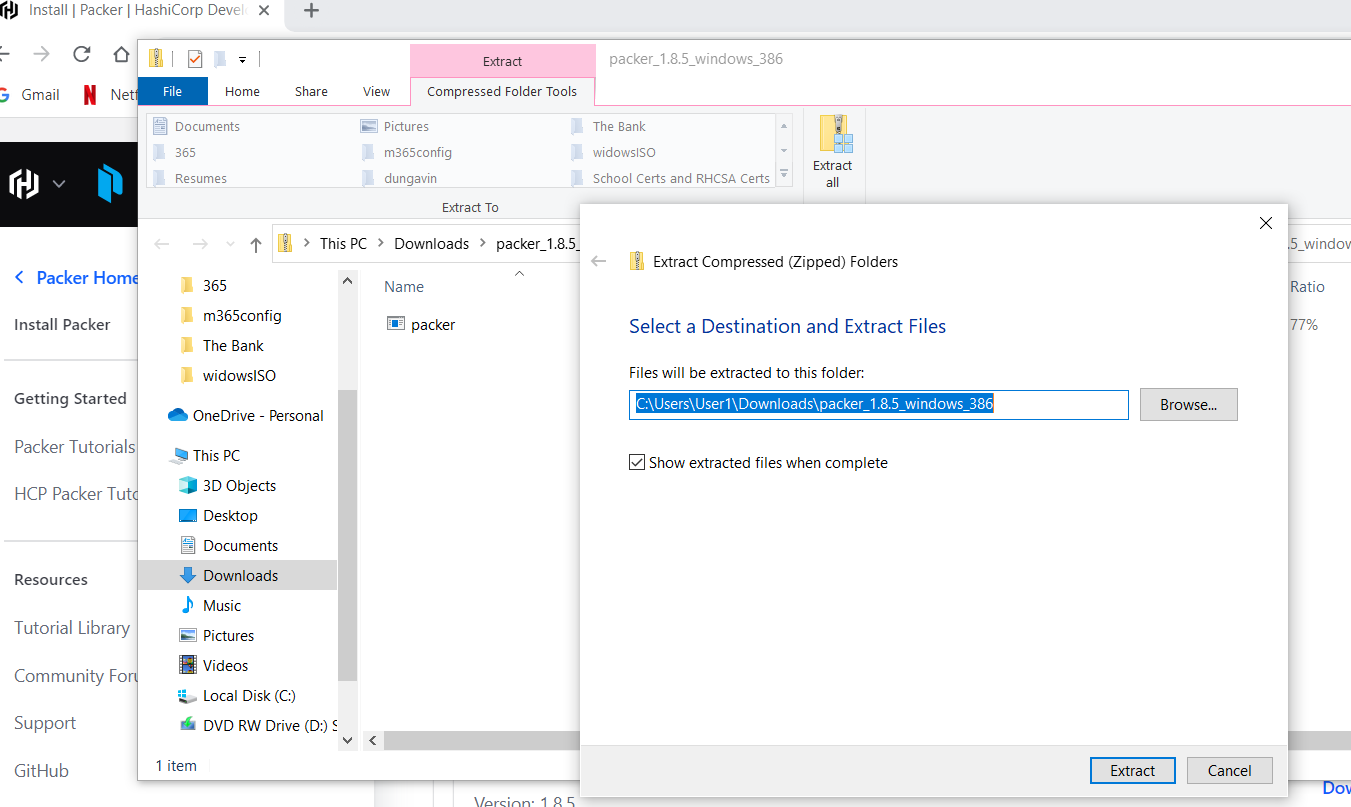 Install | Packer | HashiCorp Devel
Gmail
Netf
Extract
packer_1.8.5_windows_386
File
Home
Share
View
Compressed Folder Tools
Documents
Pictures
The Bank
365
m365config
widowsISO
Resumes
dungavin
School Certs and RHCSA Certs
Extract To
Extract
all
This PC
Downloads
packer_1.8.5_
.5_window
Packer Home
Install Packer
Getting Started
Packer Tutorials
HCP Packer Tuto
Resources
Tutorial Library
Community Foru
Support
GitHub
365
m365config
The Bank
widowsISO
OneDrive - Personal
This PC
3D Objects
Desktop
Documents
Downloads
Music
Pictures
Videos
Local Disk (C:)
DVD RW Drive (D:) S
1 item
Name
packer
Ratio
77%
Extract Compressed (Zipped) Folders
Select a Destination and Extract Files
Files will be extracted to this folder:
C:\Users\User1\Downloads\packer_1.8.5_windows_386
Browse...
Show extracted files when complete
Extract
Cancel
Version: 1.8.5
Dow